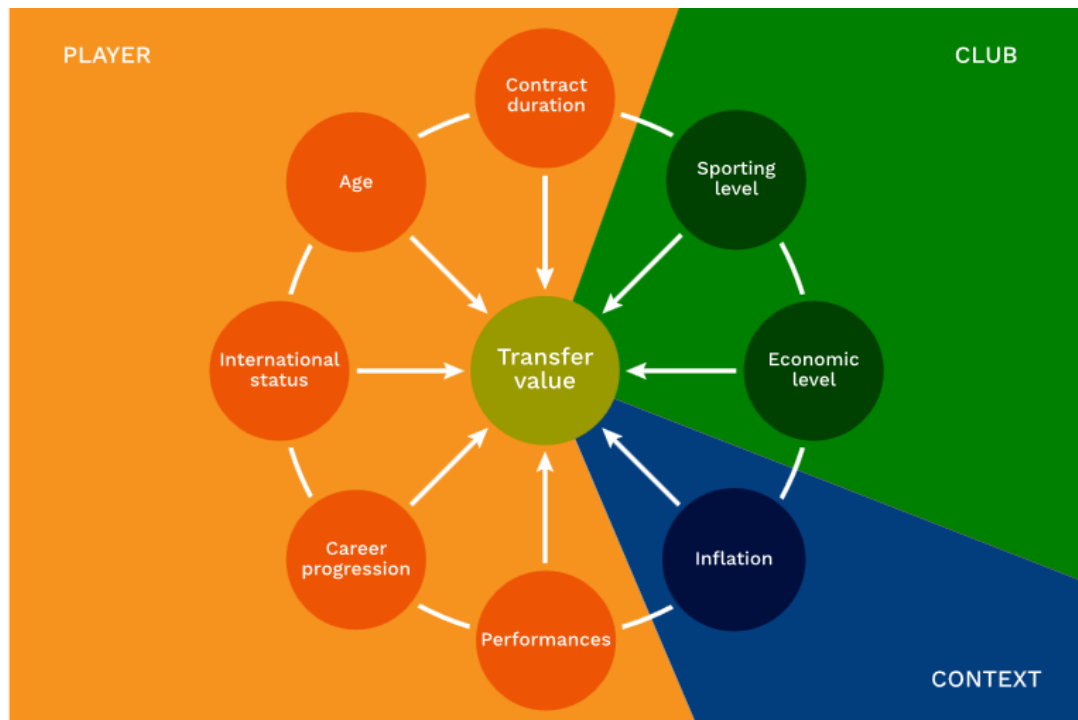 PLAYER
CLUB
Contract
duration
Sporting
level
Age
Transfer
value
International
status
Economic
level
Career
progression
Inflation
Performances
CONTEXT